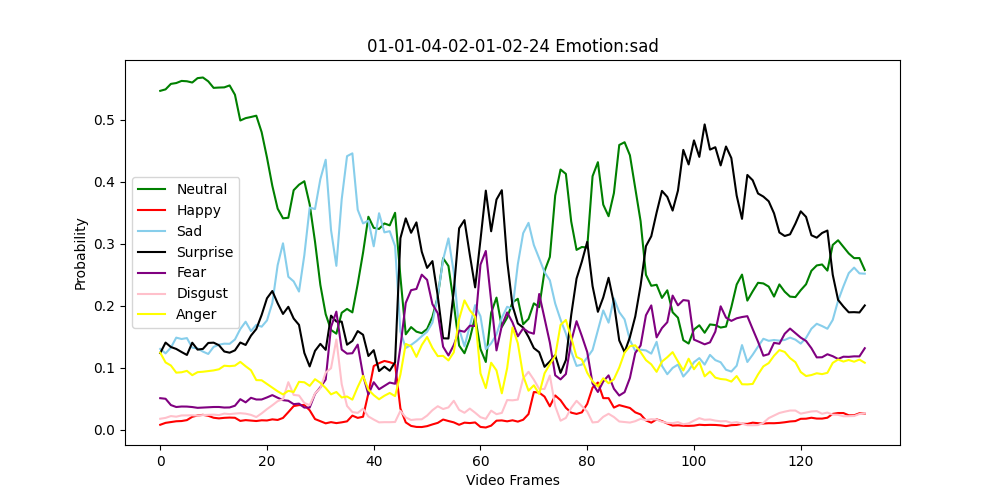 01-01-04-02-01-02-24 Emotion:sad
Probability
0.5
0.4
0.3
0.2
0.1
0.0
Neutral
Happy
Sad
Surprise
Fear
Disgust
Anger
0 20 40 60 80 100 120
Video Frames